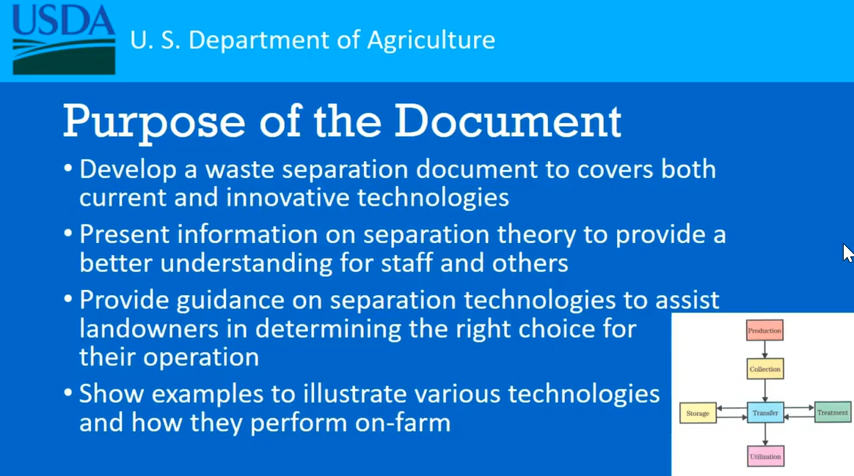 USDA
U. S. Department of Agriculture
Purpose of the Document
• Develop a waste separation document to covers both
current and innovative technologies
• Present information on separation theory to provide a
better understanding for staff and others
• Provide guidance on separation technologies to assist
landowners in determining the right choice for
their operation
• Show examples to illustrate various technologies
and how they perform on-farm
Production
Collection
Storage
Transfer
Treatment
Utilization